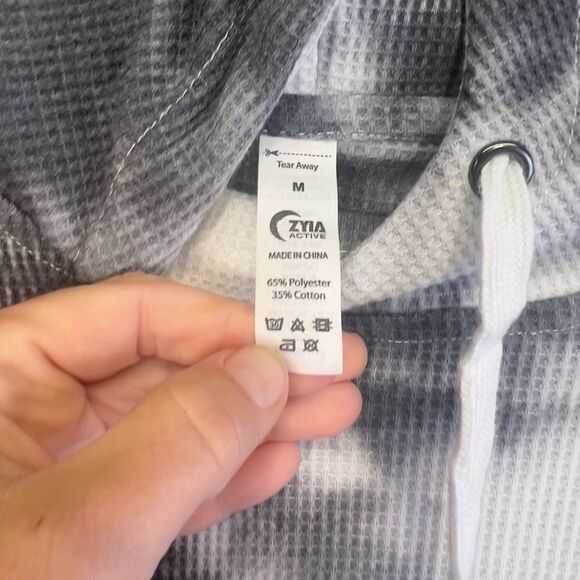 Tear Away
M
ZYIA
ACTIVE
MADE IN CHINA
65% Polyester
35% Cotton